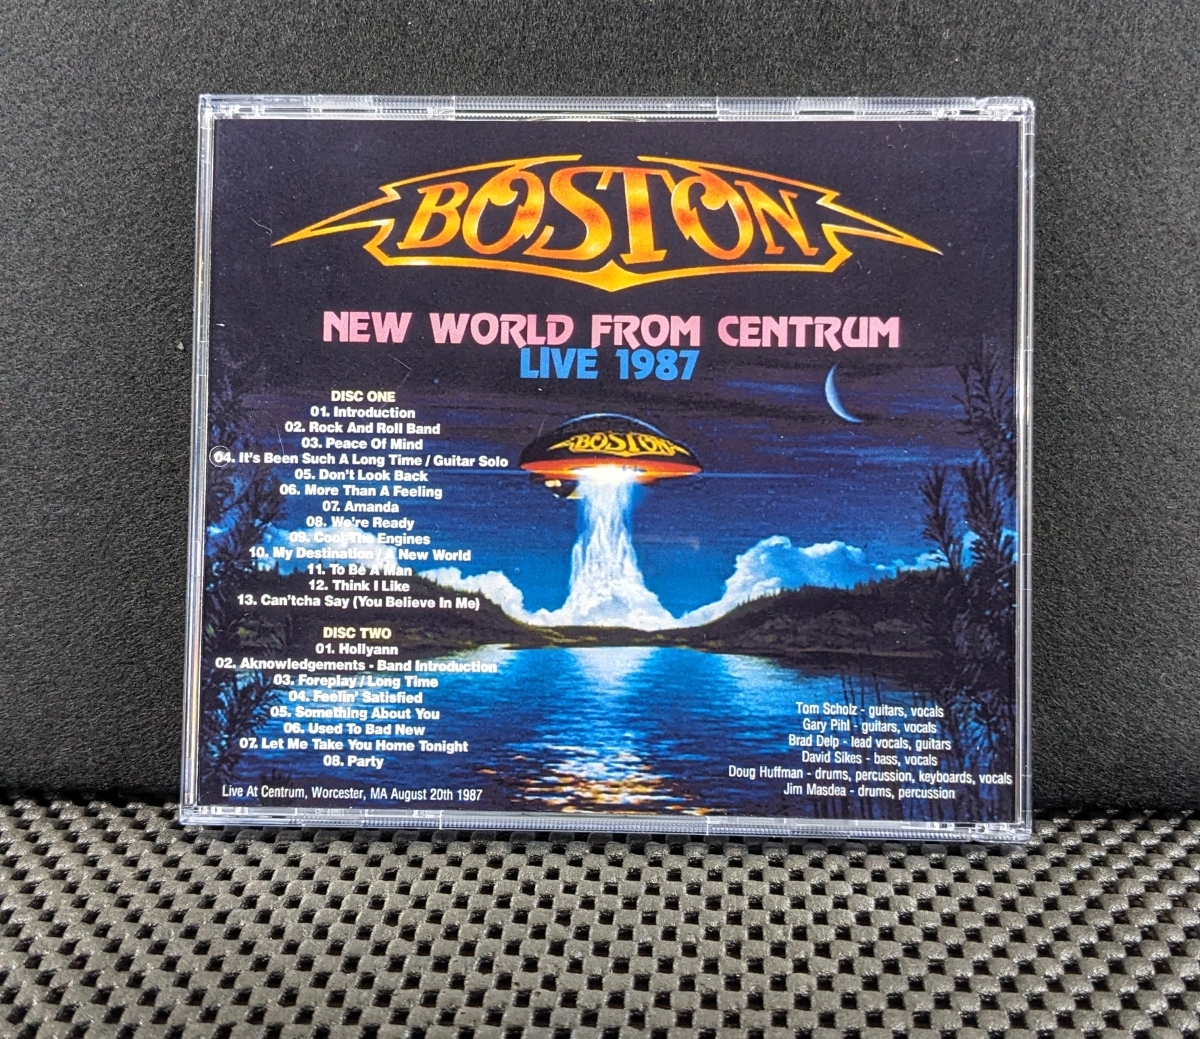 BOSTON
NEW WORLD FROM CENTRUM
LIVE 1987
BOSTON
DISC ONE
01. Introduction
02. Rock And Roll Band
03. Peace Of Mind
04. It's Been Such A Long Time / Guitar Solo
05. Don't Look Back
06. More Than A Feeling
07. Amanda
08. We're Ready
09. Cool The Engines
10. My Destination / A New World
11. To Be A Man
12. Think I Like
13. Can'tcha Say (You Believe In Me)
DISC TWO
01. Hollyann
02. Aknowledgements - Band Introduction
03. Foreplay / Long Time
04. Feelin' Satisfied
05. Something About You
06. Used To Bad New
07. Let Me Take You Home Tonight
08. Party
Live At Centrum, Worcester, MA August 20th 1987
Tom Scholz - guitars, vocals
Gary Pihl - guitars, vocals
Brad Delp - lead vocals, guitars
David Sikes - bass, vocals
Doug Huffman - drums, percussion, keyboards, vocals
Jim Masdea - drums, percussion